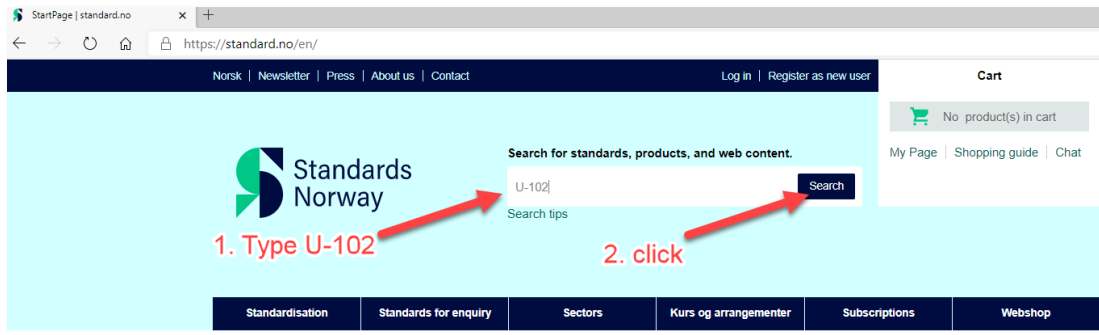 StartPage | standard.no
https://standard.no/en/
Norsk | Newsletter | Press | About us | Contact
Log in | Register as new user
Cart
No product(s) in cart
My Page | Shopping guide | Chat
Standards
Norway
Search for standards, products, and web content.
U-102
Search
Search tips
1. Type U-102
2. click
Standardisation
Standards for enquiry
Sectors
Kurs og arrangementer
Subscriptions
Webshop